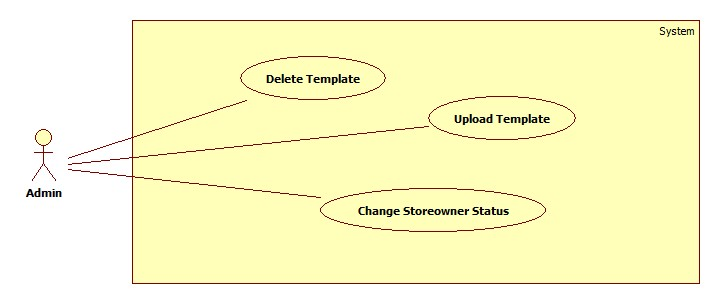 System
Delete Template
Upload Template
Admin
Change Storeowner Status